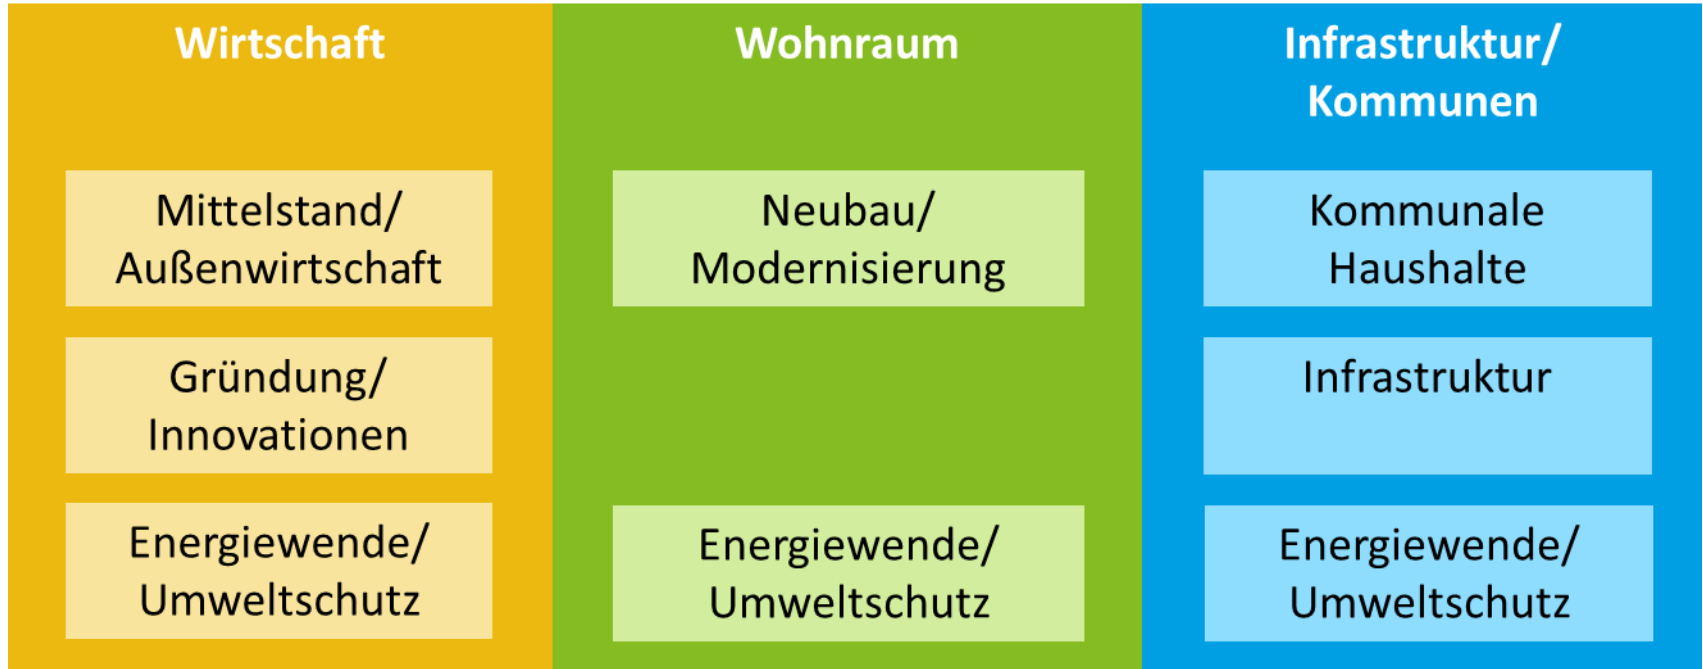 Wirtschaft
Mittelstand/
Außenwirtschaft
Gründung/
Innovationen
Energiewende/
Umweltschutz
Wohnraum
Neubau/
Modernisierung
Energiewende/
Umweltschutz
Infrastruktur/
Kommunen
Kommunale
Haushalte
Infrastruktur
Energiewende/
Umweltschutz